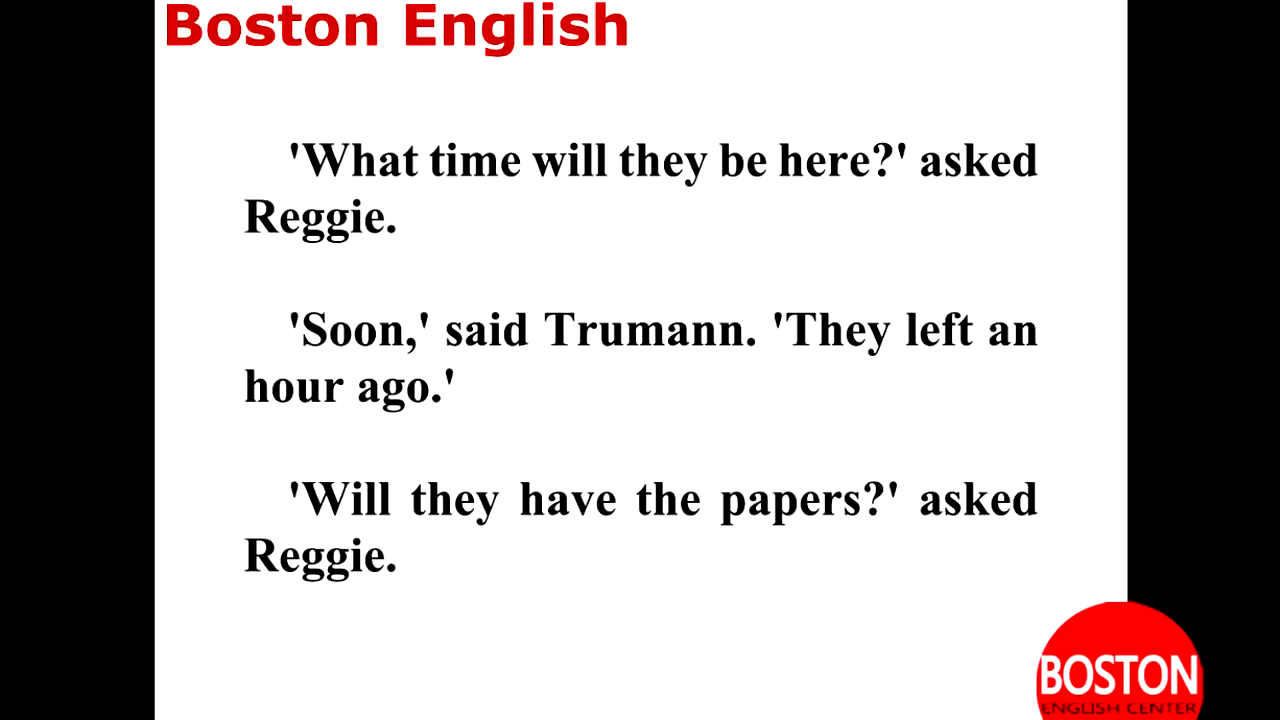 Boston English
'What time will they be here?' asked
Reggie.
'Soon,' said Trumann. 'They left an
hour ago.'
'Will they have the papers?' asked
Reggie.
BOSTON
ENGLISH CENTER